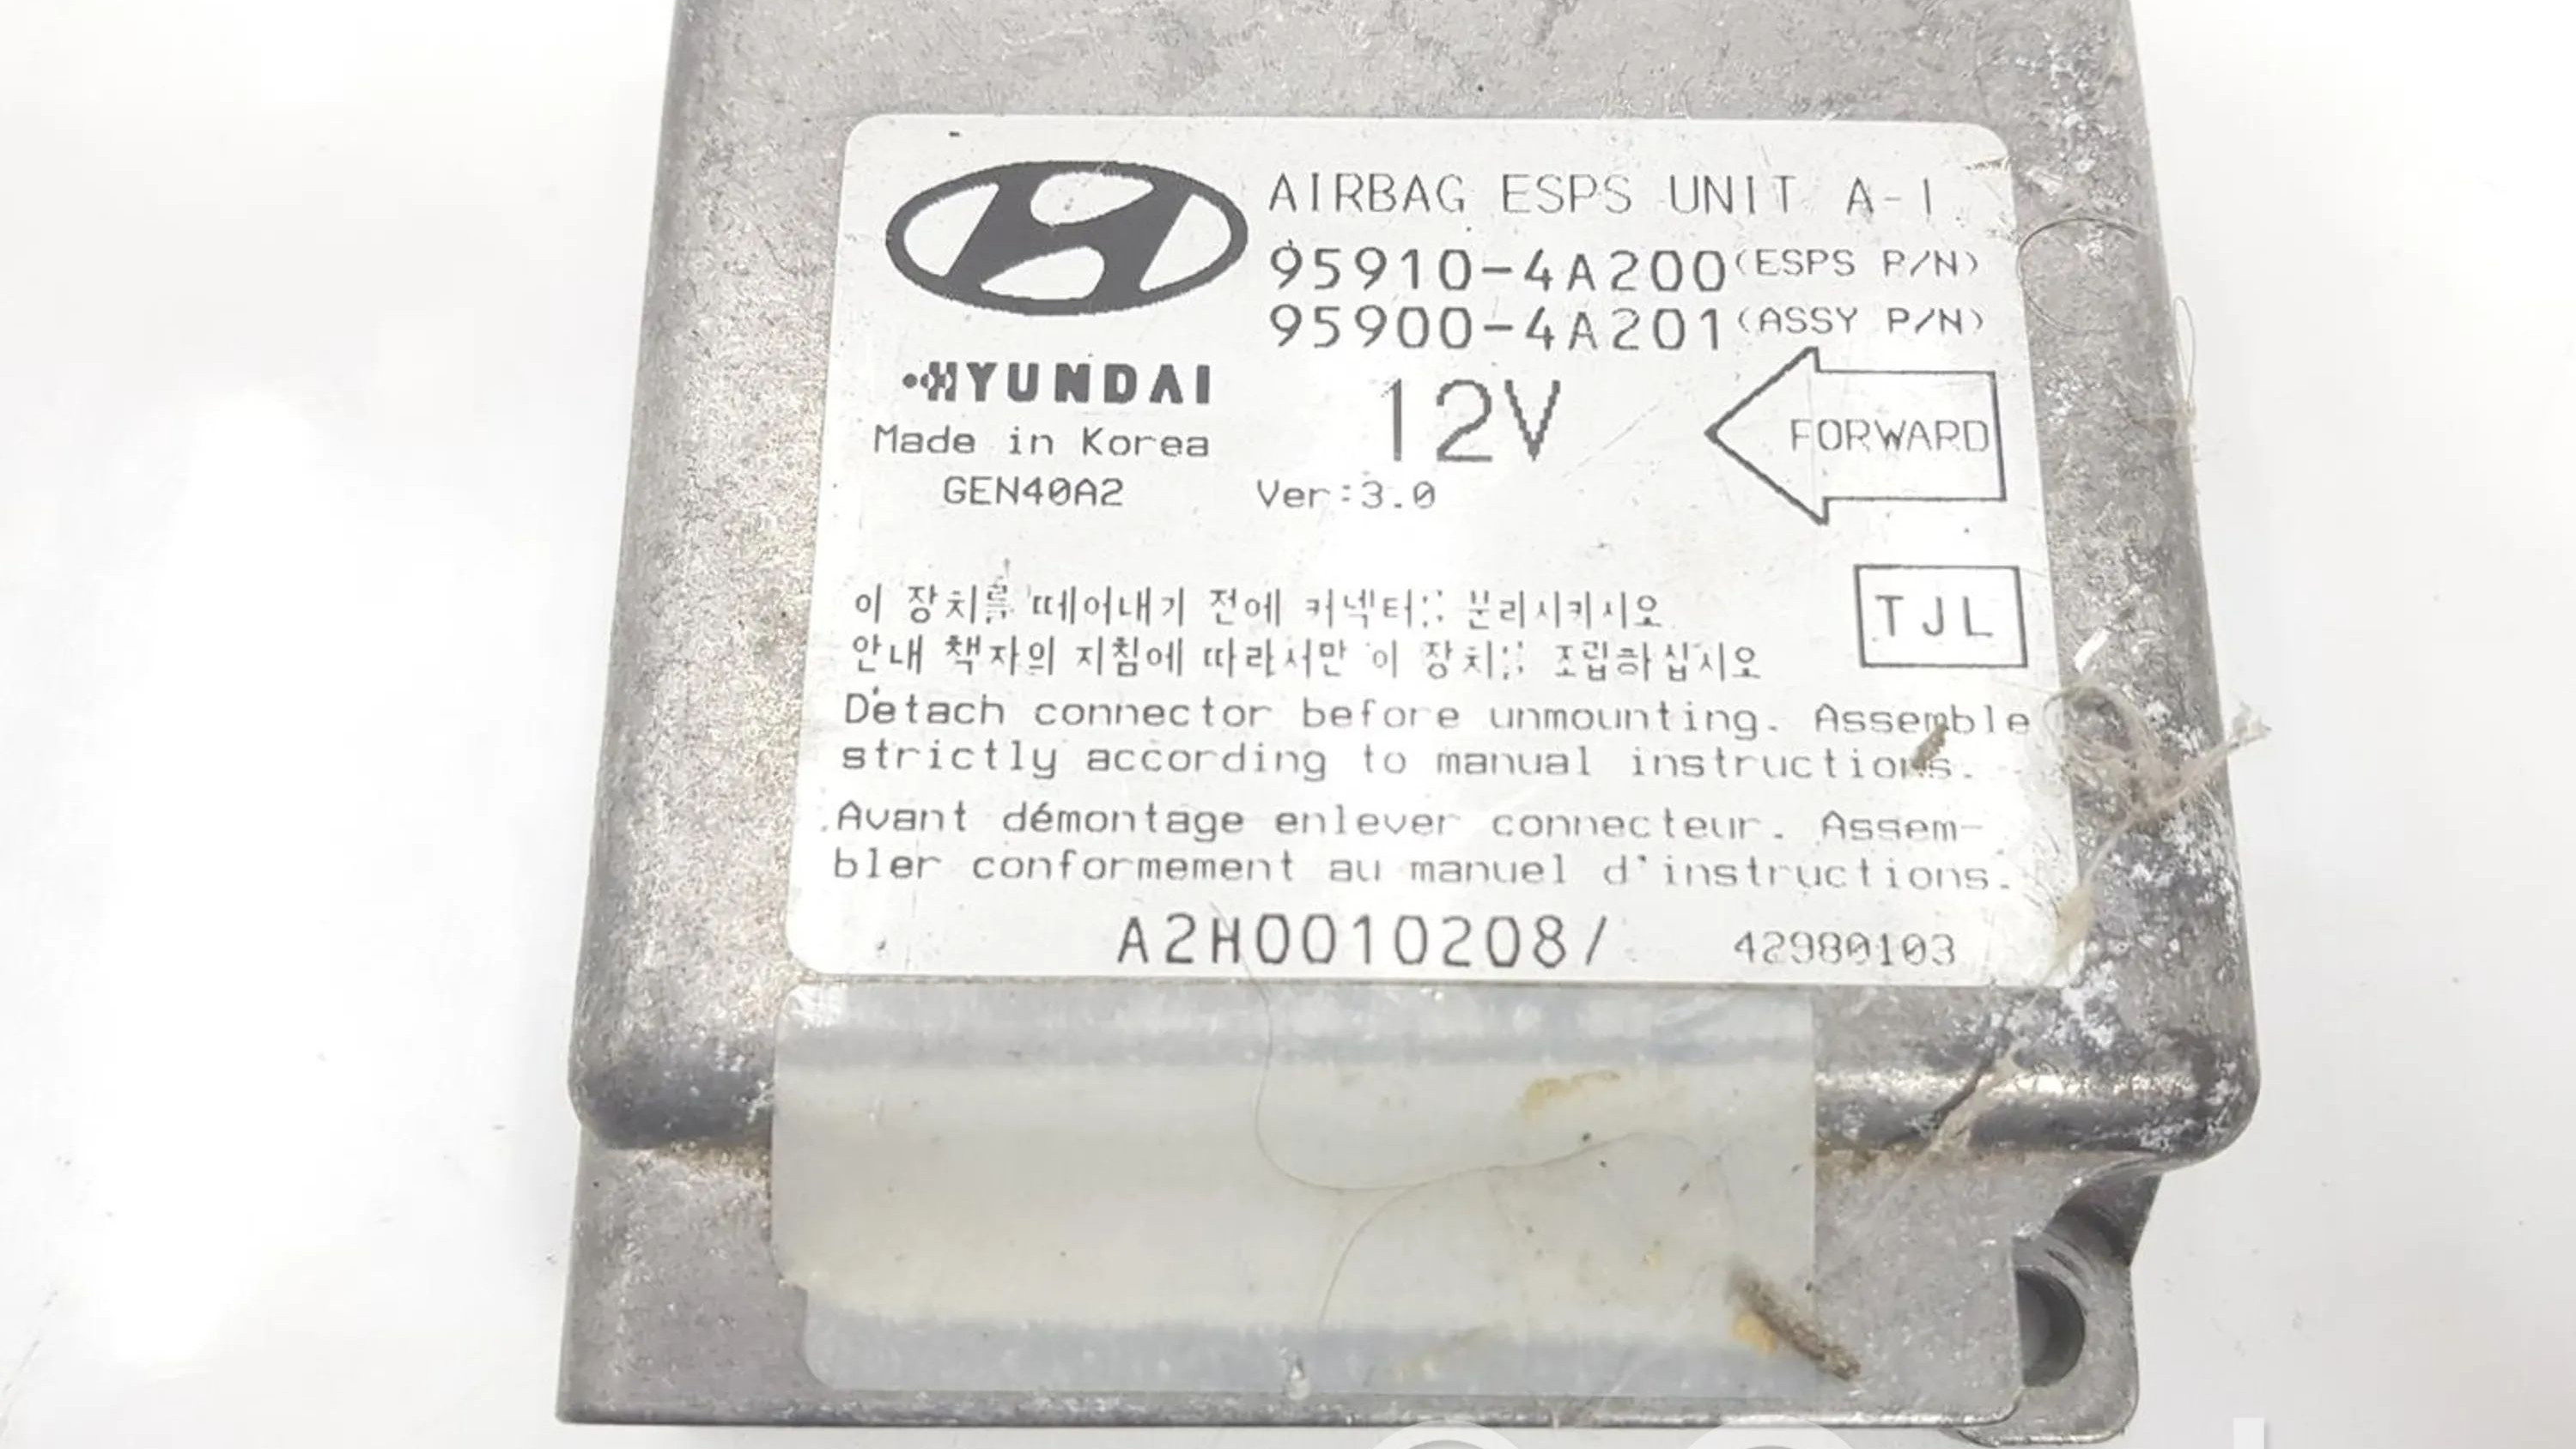 AIRBAG ESPS UNIT A-1
95910-4A200 (ESPS P/N)
95900-4A201 (ASSY P/N)
HYUNDAI
12V
FORWARD
Made in Korea
GEN40A2
Ver:3.0
이 장치를 떼어내기 전에 커넥터를 분리시키시오
안내 책자의 지침에 따라서만 이 장치를 조립하십시오
TJL
Detach connector before unmounting. Assemble
strictly according to manual instructions.
Avant démontage enlever connecteur. Assem-
bler conformement au manuel d'instructions.
A2H0010208/
42980103